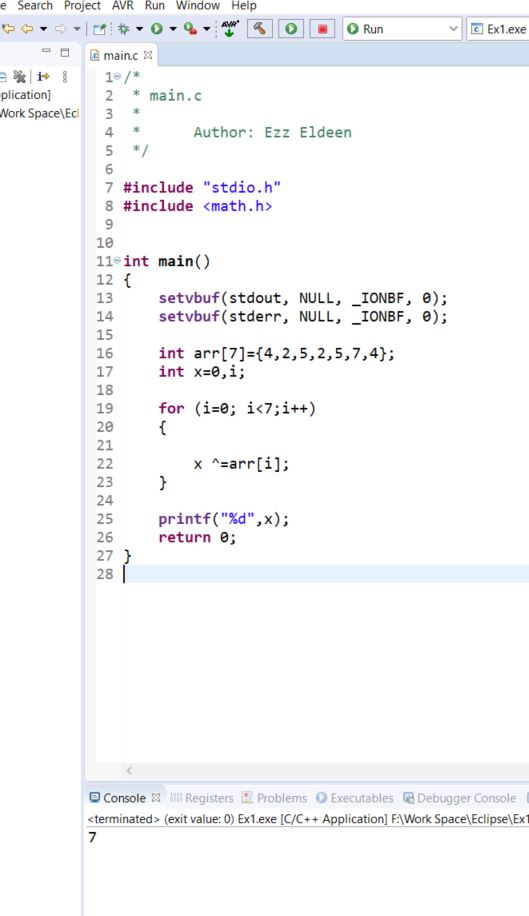 e Search Project AVR Run Window Help
AVR
Run
c Ex1.exe
main.c
plication]
Work Space\Ecl
1 /*
2 * main.c
3 *
4 * Author: Ezz Eldeen
5 */
6
7 #include "stdio.h"
8 #include <math.h>
9
10
11 int main()
12 {
13 setvbuf(stdout, NULL, _IONBF, 0);
14 setvbuf(stderr, NULL, _IONBF, 0);
15
16 int arr[7]={4,2,5,2,5,7,4};
17 int x=0,i;
18
19 for (i=0; i<7;i++)
20 {
21
22 x ^=arr[i];
23 }
24
25 printf("%d",x);
26 return 0;
27 }
28
Console Registers Problems Executables Debugger Console
<terminated> (exit value: 0) Ex1.exe [C/C++ Application] F:\Work Space\Eclipse\Ex1
7